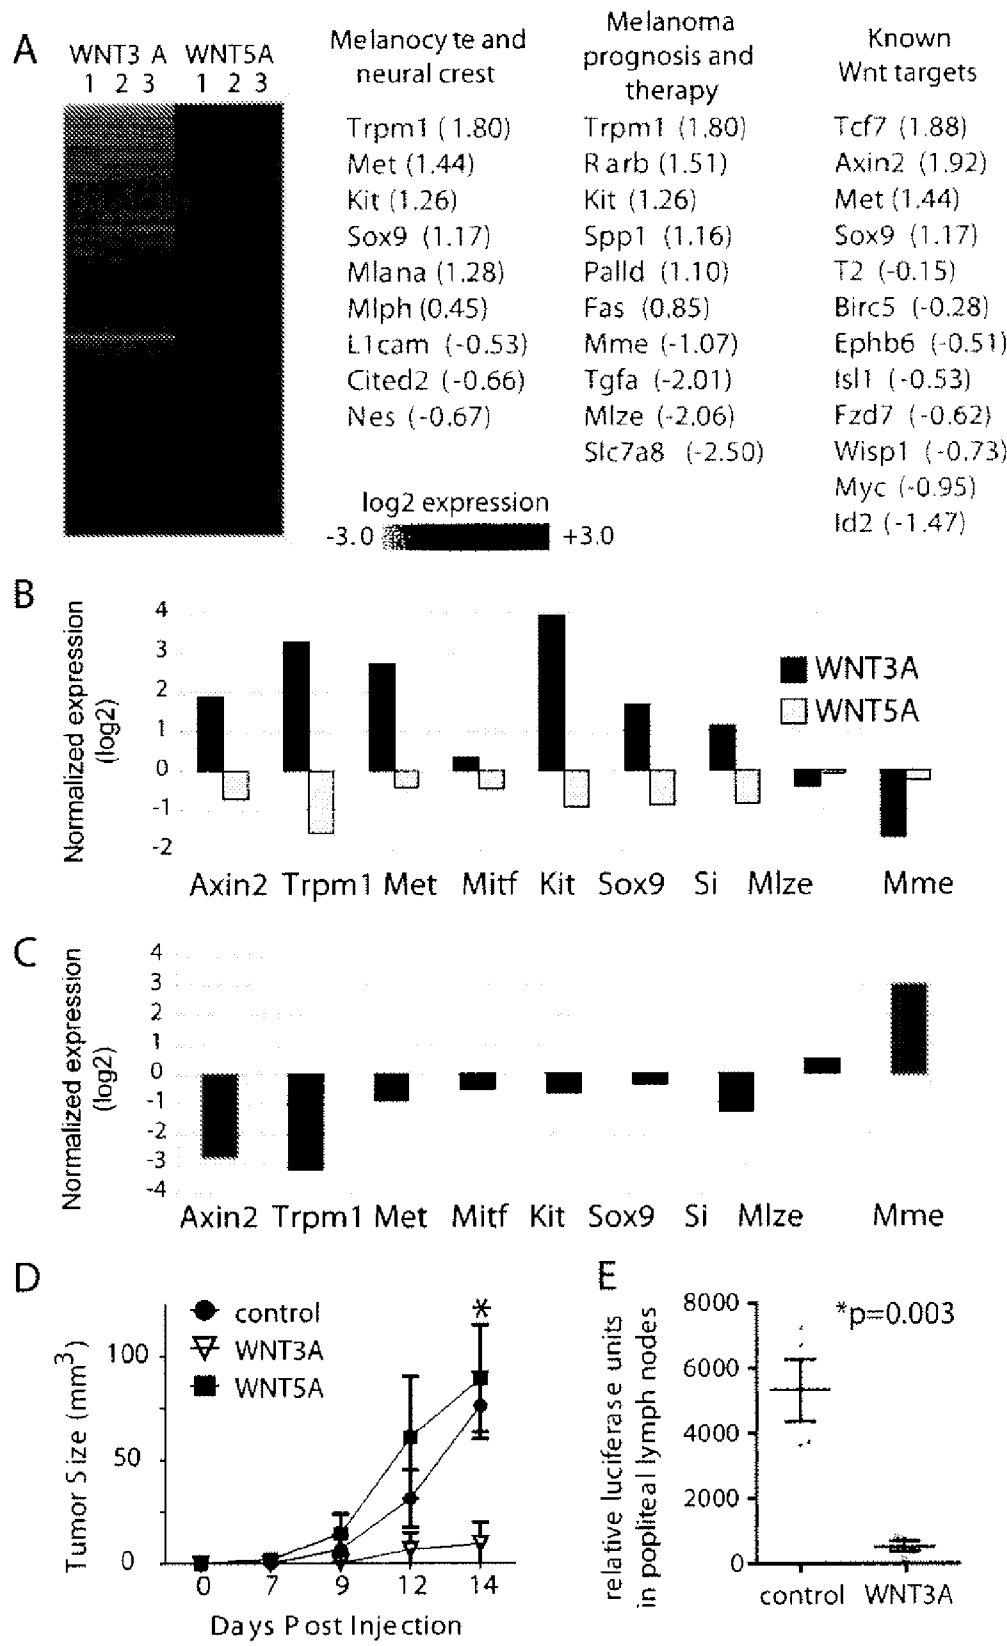 A
WNT3 A WNT5A
1 2 3 1 2 3
Melanocy te and
neural crest
Trpm1 (1.80)
Met (1.44)
Kit (1.26)
Sox9 (1.17)
Mlana (1.28)
Mlph (0.45)
L1cam (-0.53)
Cited2 (-0.66)
Nes (-0.67)
Melanoma
prognosis and
therapy
Trpm1 (1.80)
Rarb (1.51)
Kit (1.26)
Spp1 (1.16)
Palld (1.10)
Fas (0.85)
Mme (-1.07)
Tgfa (-2.01)
Mlze (-2.06)
Slc7a8 (-2.50)
Known
Wnt targets
Tcf7 (1.88)
Axin2 (1.92)
Met (1.44)
Sox9 (1.17)
T2 (-0.15)
Birc5 (-0.28)
Ephb6 (-0.51)
Isl1 (-0.53)
Fzd7 (-0.62)
Wisp1 (-0.73)
Myc (-0.95)
Id2 (-1.47)
log2 expression
-3.0 +3.0
B
Normalized expression
(log2)
4
3
2
1
0
-1
-2
WNT3A
WNT5A
Axin2 Trpm1 Met Mitf Kit Sox9 Si Mlze Mme
C
Normalized expression
(log2)
4
3
2
1
0
-1
-2
-3
-4
Axin2 Trpm1 Met Mitf Kit Sox9 Si Mlze Mme
D
Tumor Size (mm3)
100
50
0
control
WNT3A
WNT5A
*
0 7 9 12 14
Days Post Injection
E
relative luciferase units
in popliteal lymph nodes
8000
6000
4000
2000
0
*p=0.003
control WNT3A